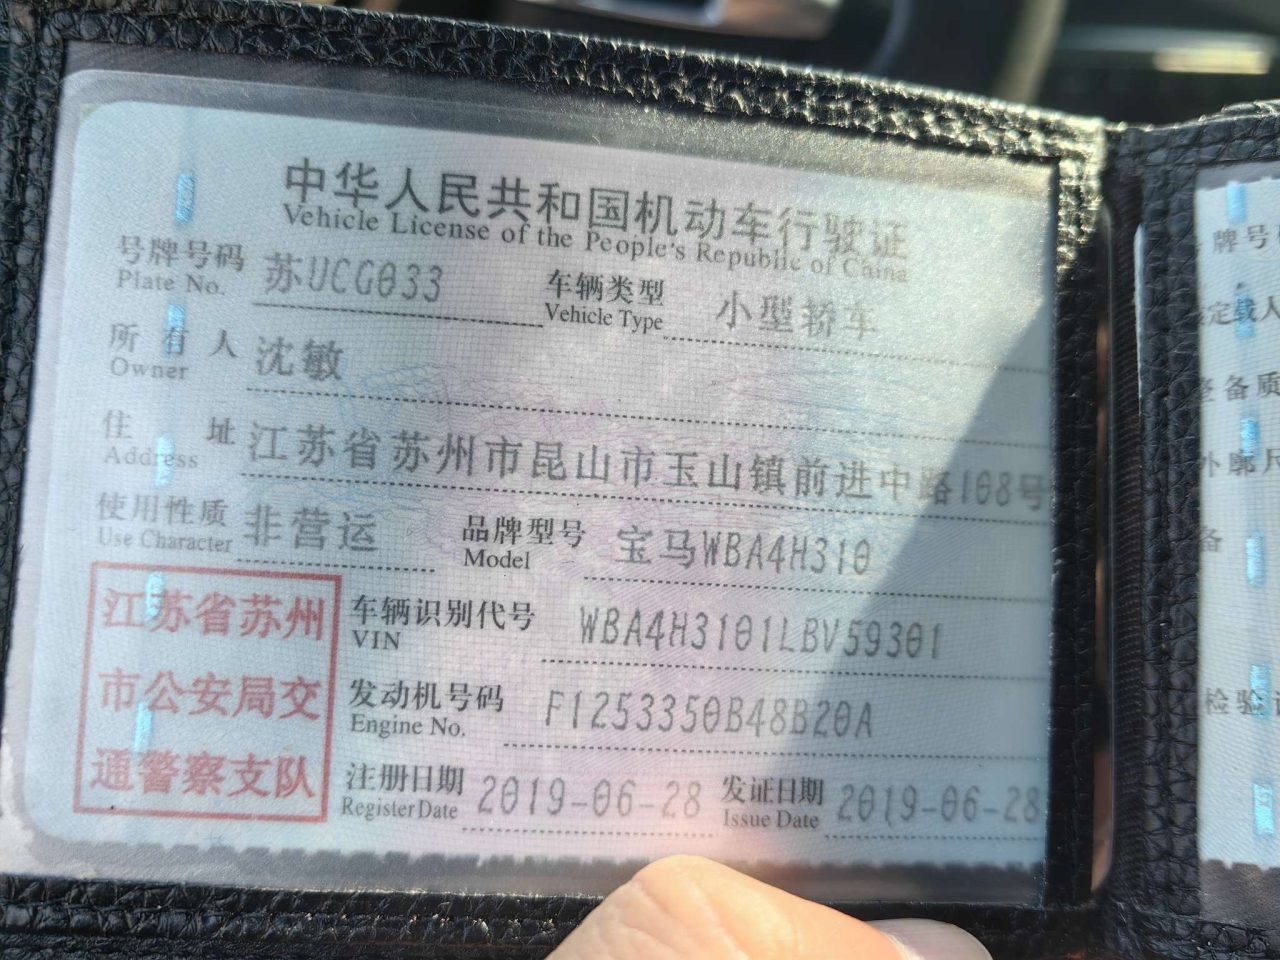 中华人民共和国机动车行驶证
Vehicle License of the People's Republic of China
号牌号码 苏UCG033 车辆类型 小型轿车
Plate No. Vehicle Type
所有人 沈敏
Owner
住址 江苏省苏州市昆山市玉山镇前进中路108号
Address
使用性质 非营运 品牌型号 宝马WBA4H310
Use Character Model
江苏省苏州
市公安局交
通警察支队
车辆识别代号 WBA4H3101LBV59301
VIN
发动机号码 F1253350B48B20A
Engine No.
注册日期 2019-06-28 发证日期 2019-06-28
Register Date Issue Date
牌号
定载人
整备质
外廓尺
备
检验